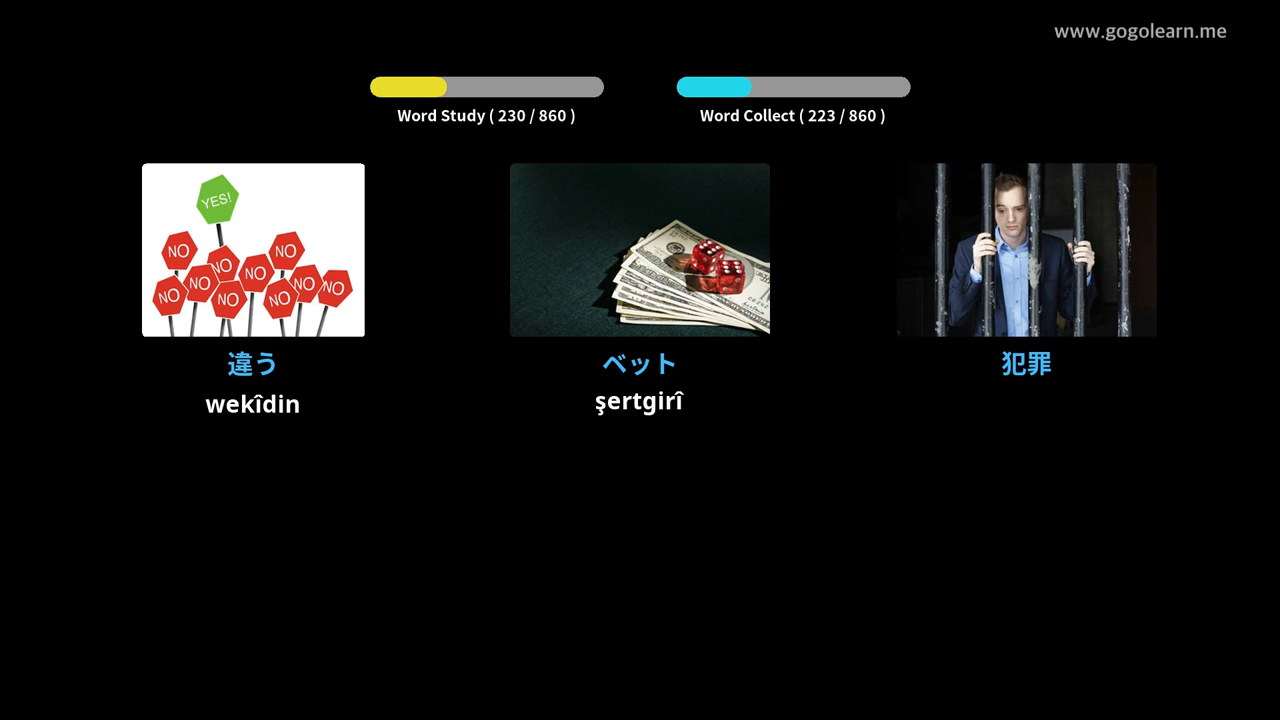 www.gogolearn.me
Word Study ( 230 / 860 )
Word Collect ( 223 / 860 )
YES!
NO
NO
NO
NO
NO
NO
NO
NO
NO
NO
違う
ベット
犯罪
wekîdin
şertgirî